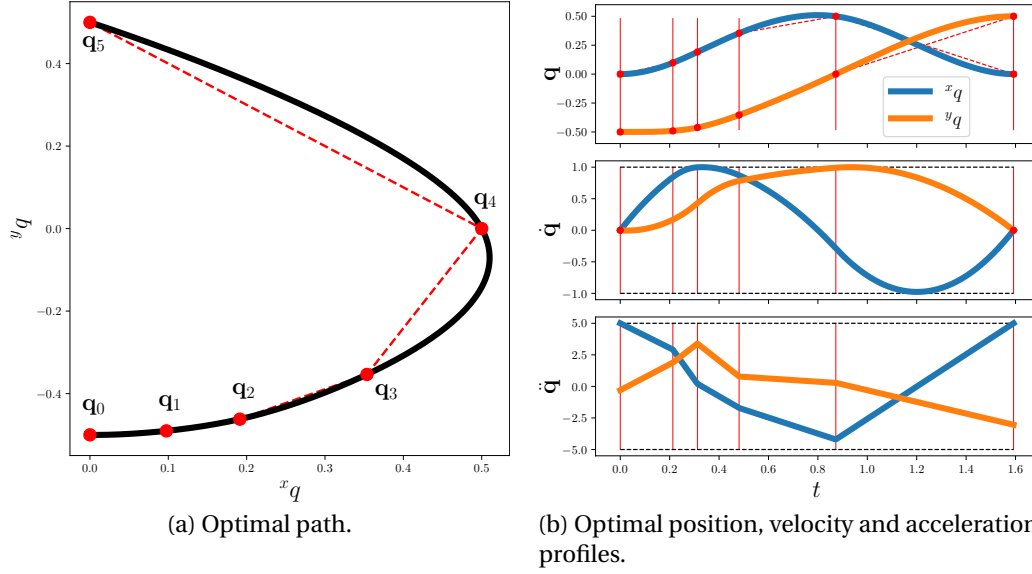 0.4
0.2
0.0
−0.2
−0.4
0.0
0.1
0.2
0.3
0.4
0.5
ʸq
ˣq
q₅
q₄
q₃
q₂
q₁
q₀
(a) Optimal path.
0.50
0.25
0.00
−0.25
−0.50
q
ˣq
ʸq
1.0
0.5
0.0
−0.5
−1.0
q̇
5.0
2.5
0.0
−2.5
−5.0
q̈
0.0
0.2
0.4
0.6
0.8
1.0
1.2
1.4
1.6
t
(b) Optimal position, velocity and acceleration
profiles.